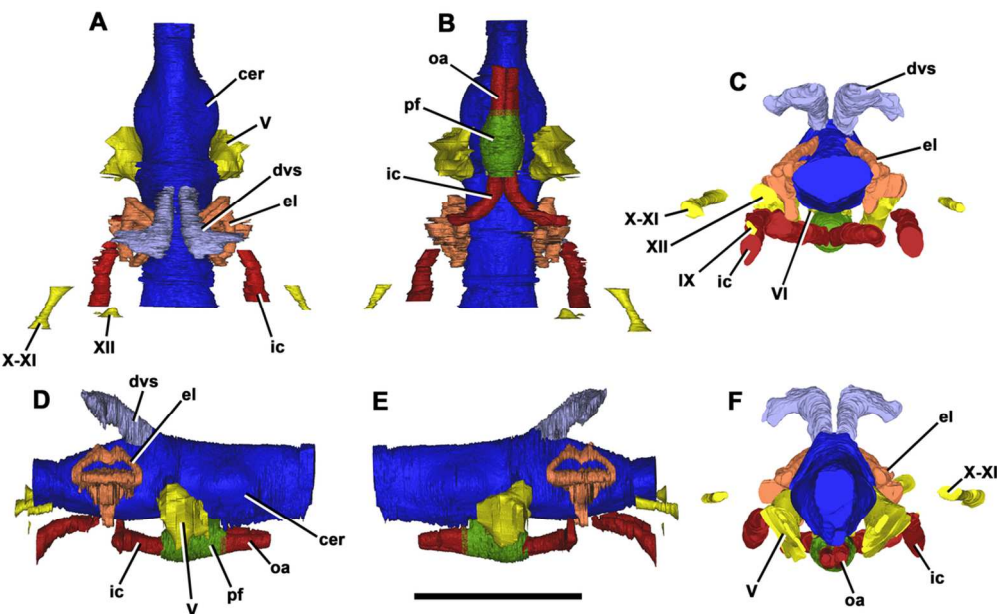 A
cer
V
dvs
el
X-XI
XII
ic
B
oa
pf
ic
C
dvs
el
X-XI
XII
IX
ic
VI
D
dvs
el
cer
ic
V
pf
oa
E
F
el
X-XI
V
oa
ic